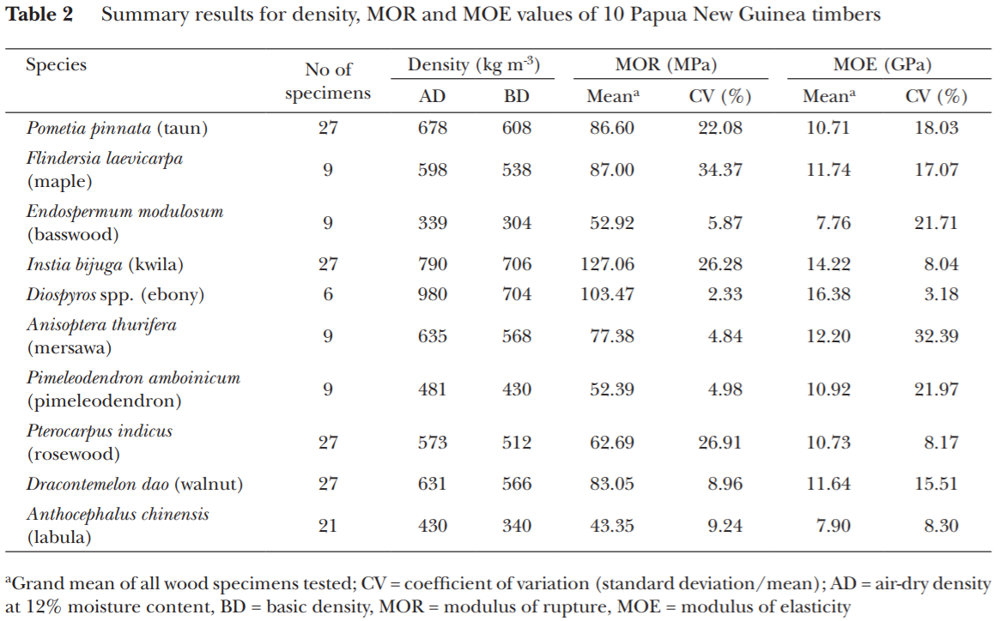 Table 2 Summary results for density, MOR and MOE values of 10 Papua New Guinea timbers
Species No of specimens Density (kg m-3) MOR (MPa) MOE (GPa)
AD BD Meanᵃ CV (%) Meanᵃ CV (%)
Pometia pinnata (taun) 27 678 608 86.60 22.08 10.71 18.03
Flindersia laevicarpa
(maple) 9 598 538 87.00 34.37 11.74 17.07
Endospermum modulosum
(basswood) 9 339 304 52.92 5.87 7.76 21.71
Instia bijuga (kwila) 27 790 706 127.06 26.28 14.22 8.04
Diospyros spp. (ebony) 6 980 704 103.47 2.33 16.38 3.18
Anisoptera thurifera
(mersawa) 9 635 568 77.38 4.84 12.20 32.39
Pimeleodendron amboinicum
(pimeleodendron) 9 481 430 52.39 4.98 10.92 21.97
Pterocarpus indicus
(rosewood) 27 573 512 62.69 26.91 10.73 8.17
Dracontemelon dao (walnut) 27 631 566 83.05 8.96 11.64 15.51
Anthocephalus chinensis
(labula) 21 430 340 43.35 9.24 7.90 8.30
ᵃGrand mean of all wood specimens tested; CV = coefficient of variation (standard deviation/mean); AD = air-dry density
at 12% moisture content, BD = basic density, MOR = modulus of rupture, MOE = modulus of elasticity